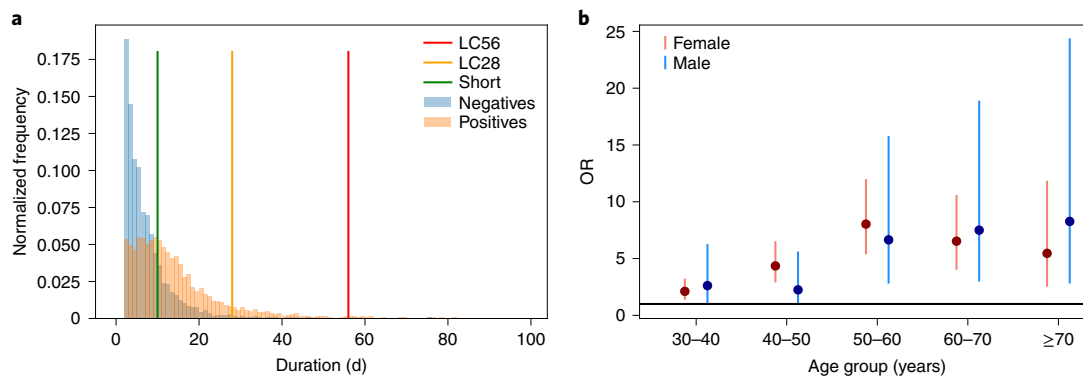 a
0.175
0.150
0.125
0.100
0.075
0.050
0.025
0
Normalized frequency
0 20 40 60 80 100
Duration (d)
LC56
LC28
Short
Negatives
Positives
b
25
20
15
10
5
0
OR
Female
Male
30–40 40–50 50–60 60–70 ≥70
Age group (years)